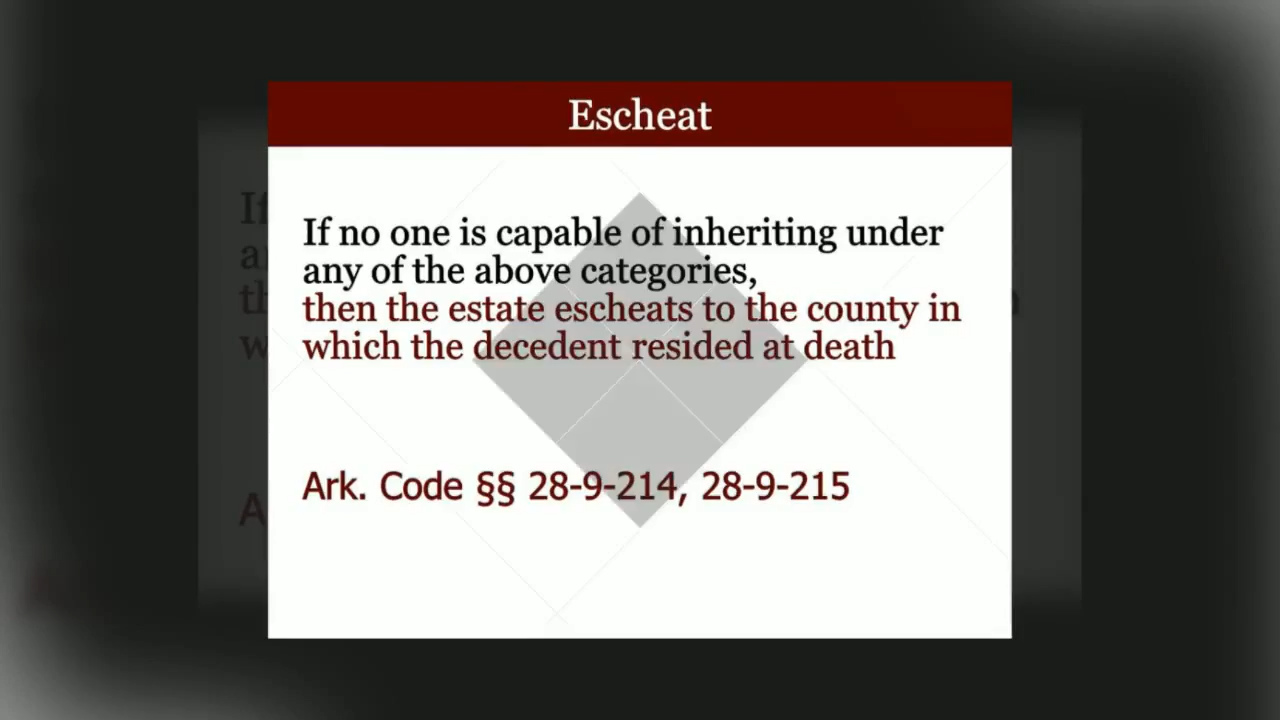 Escheat
If no one is capable of inheriting under
any of the above categories,
then the estate escheats to the county in
which the decedent resided at death
Ark. Code §§ 28-9-214, 28-9-215